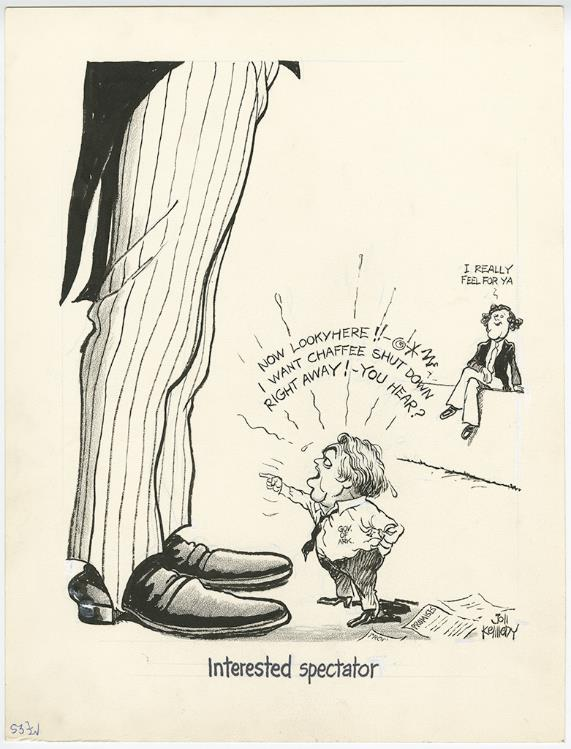 I REALLY
FEEL FOR YA
NOW LOOKYHERE!!-@*
I WANT CHAFFEE SHUT DOWN
RIGHT AWAY!-YOU HEAR?
GOV.
OF
ARK.
PROMISES
Jon
Kennedy
Interested spectator